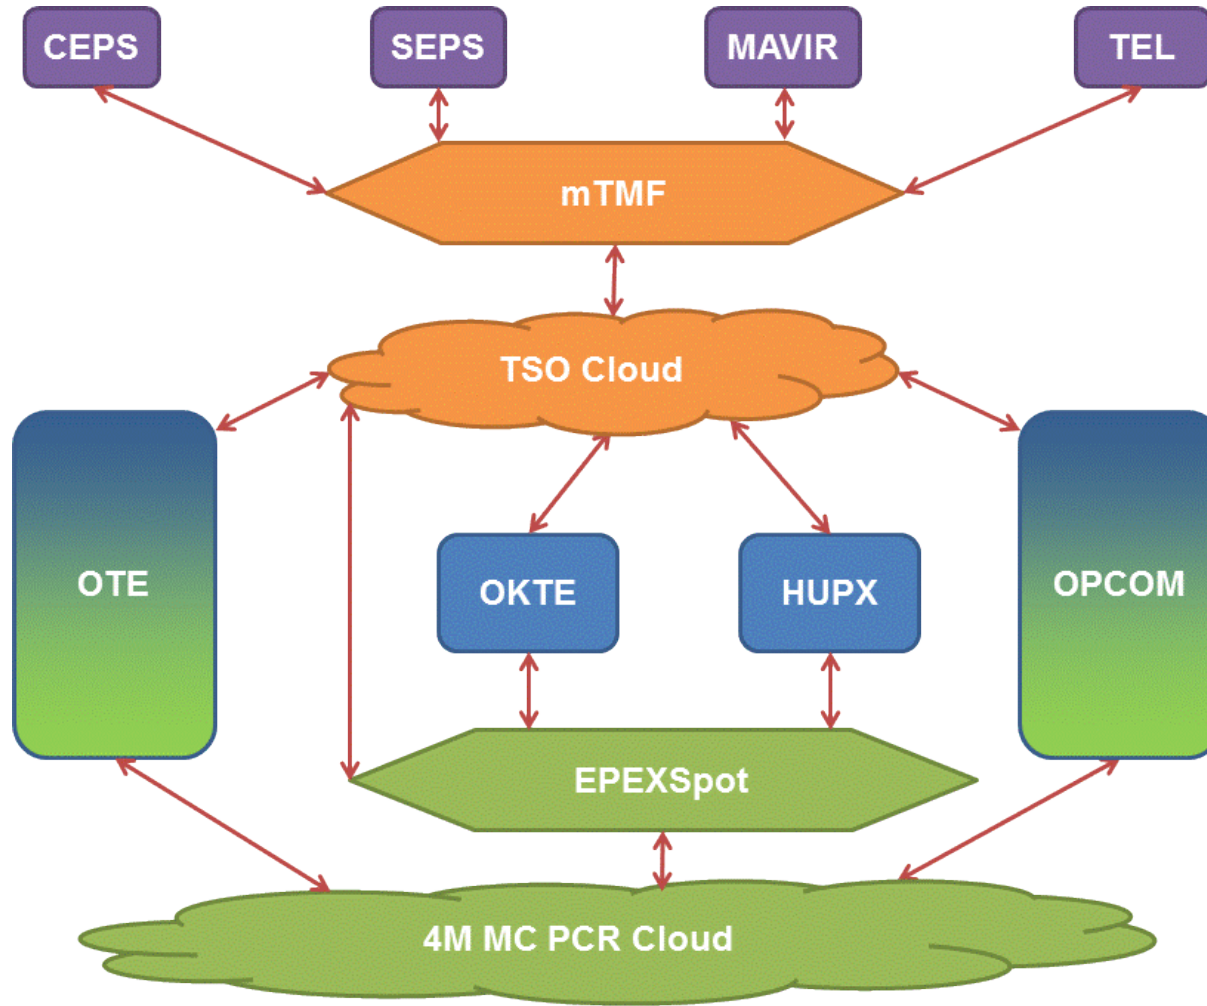 CEPS
SEPS
MAVIR
TEL
mTMF
TSO Cloud
OTE
OKTE
HUPX
OPCOM
EPEXSpot
4M MC PCR Cloud